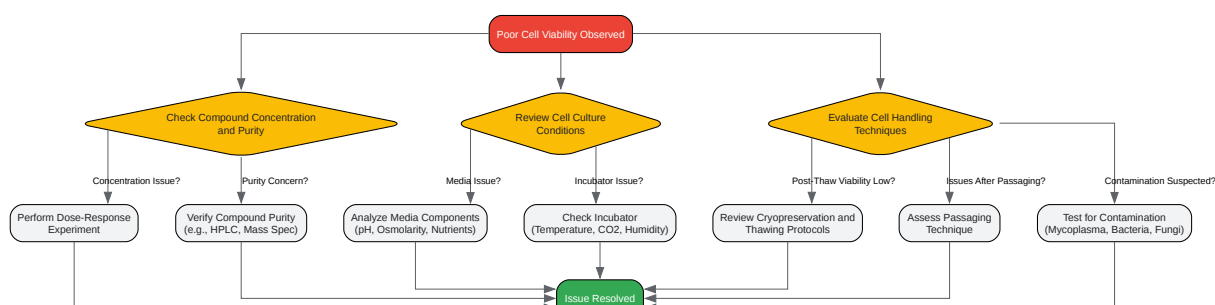 Poor Cell Viability Observed
Check Compound Concentration
and Purity
Review Cell Culture
Conditions
Evaluate Cell Handling
Techniques
Concentration Issue?
Purity Concern?
Media Issue?
Incubator Issue?
Post-Thaw Viability Low?
Issues After Passaging?
Contamination Suspected?
Perform Dose-Response
Experiment
Verify Compound Purity
(e.g., HPLC, Mass Spec)
Analyze Media Components
(pH, Osmolarity, Nutrients)
Check Incubator
(Temperature, CO2, Humidity)
Review Cryopreservation and
Thawing Protocols
Assess Passaging
Technique
Test for Contamination
(Mycoplasma, Bacteria, Fungi)
Issue Resolved